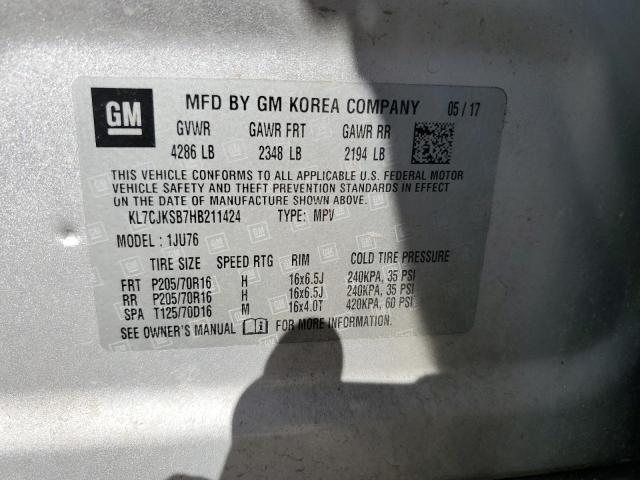 GM MFD BY GM KOREA COMPANY 05 / 17
GVWR GAWR FRT GAWR RR
4286 LB 2348 LB 2194 LB
THIS VEHICLE CONFORMS TO ALL APPLICABLE U.S. FEDERAL MOTOR
VEHICLE SAFETY AND THEFT PREVENTION STANDARDS IN EFFECT ON
THE DATE OF MANUFACTURE SHOWN ABOVE.
KL7CJKSB7HB211424 TYPE: MPV
MODEL : 1JU76
TIRE SIZE SPEED RTG RIM COLD TIRE PRESSURE
FRT P205/70R16 H 16x6.5J 240KPA, 35 PSI
RR P205/70R16 H 16x6.5J 240KPA, 35 PSI
SPA T125/70D16 M 16x4.0T 420KPA, 60 PSI
SEE OWNER'S MANUAL i FOR MORE INFORMATION.